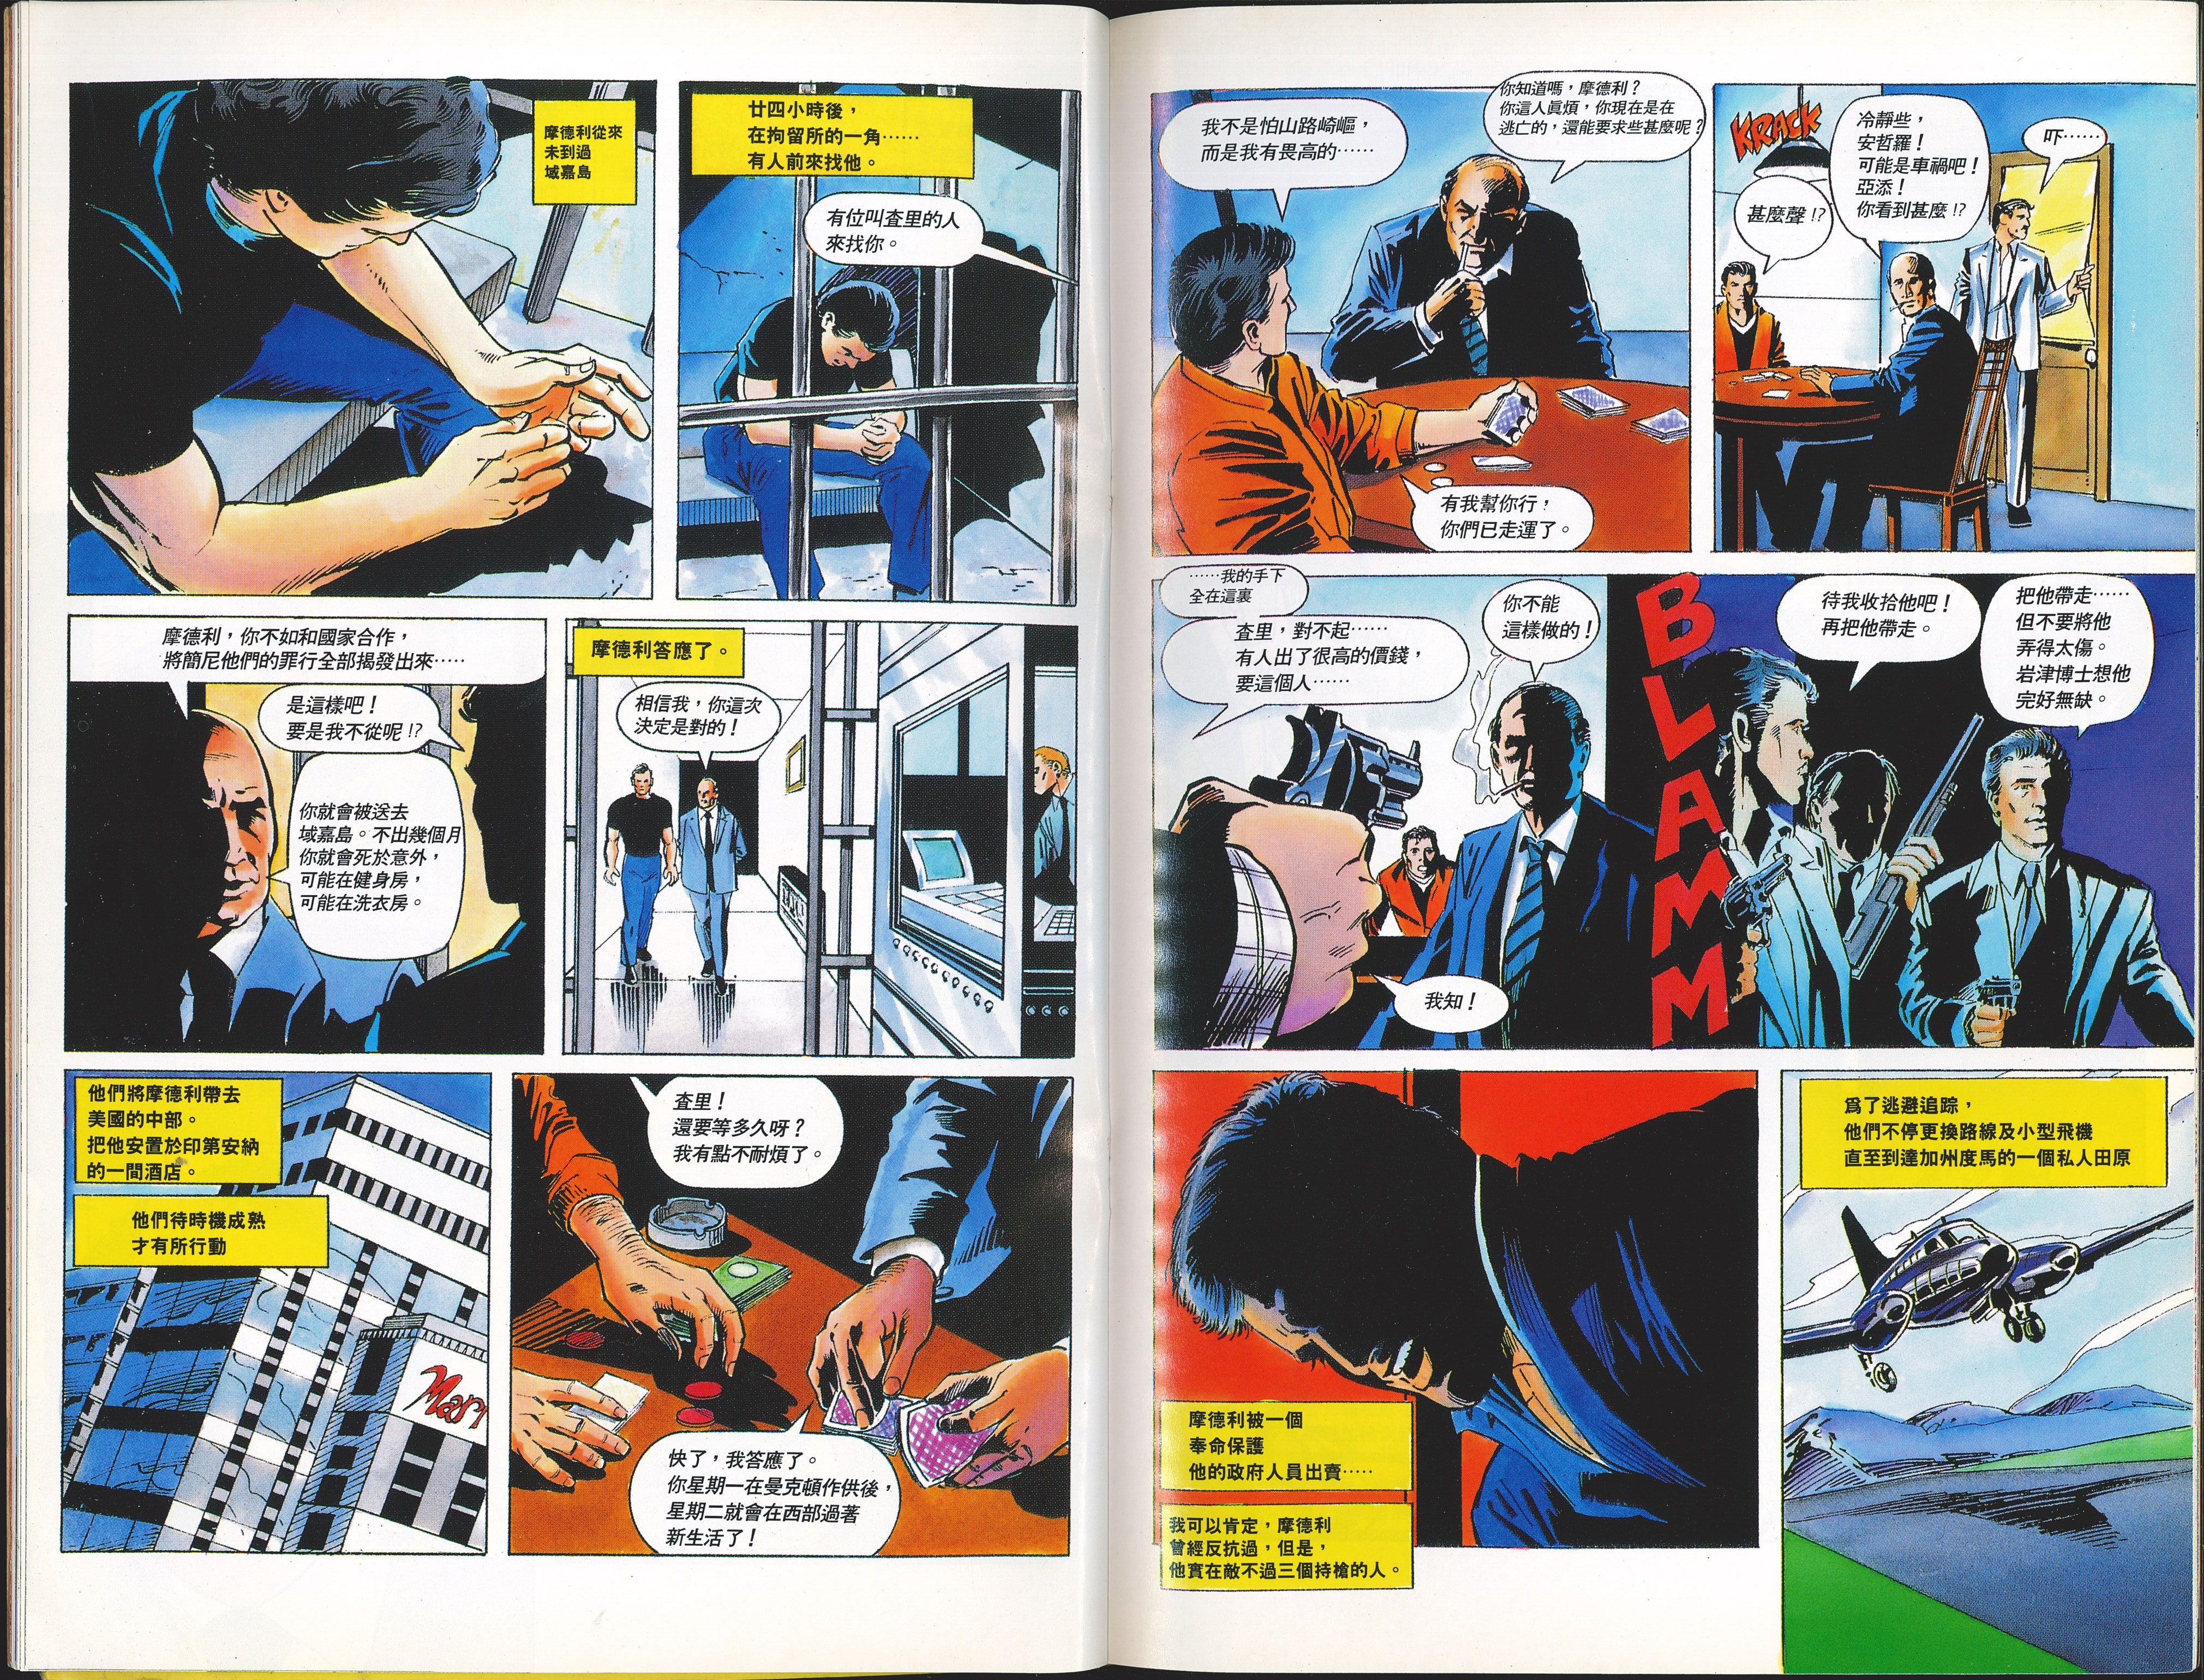 摩德利從來
未到過
域嘉島
廿四小時後，
在拘留所的一角⋯⋯
有人前來找他。
有位叫査里的人
來找你。
摩德利，你不如和國家合作，
將簡尼他們的罪行全部揭發出來⋯⋯
是這樣吧！
要是我不從呢!?
你就會被送去
域嘉島。不出幾個月
你就會死於意外，
可能在健身房，
可能在洗衣房。
摩德利答應了。
相信我，你這次
決定是對的！
他們將摩德利帶去
美國的中部。
把他安置於印第安納
的一間酒店。
他們待時機成熟
才有所行動
Marr
査里！
還要等多久呀？
我有點不耐煩了。
快了，我答應了。
你星期一在曼克頓作供後，
星期二就會在西部過著
新生活了！
我不是怕山路崎嶇，
而是我有畏高的⋯⋯
你知道嗎，摩德利？
你這人眞煩，你現在是在
逃亡的，還能要求些甚麼呢？
有我幫你行，
你們已走運了。
KRACK
甚麼聲!?
冷靜些，
安哲羅！
可能是車禍吧！
亞添！
你看到甚麼!?
吓⋯⋯
⋯⋯我的手下
全在這裏
査里，對不起⋯⋯
有人出了很高的價錢，
要這個人⋯⋯
你不能
這樣做的！
我知！
BLAMM
待我收拾他吧！
再把他帶走。
把他帶走⋯⋯
但不要將他
弄得太傷。
岩津博士想他
完好無缺。
摩德利被一個
奉命保護
他的政府人員出賣⋯⋯
我可以肯定，摩德利
曾經反抗過，但是，
他實在敵不過三個持槍的人。
爲了逃避追踪，
他們不停更換路線及小型飛機
直至到達加州度馬的一個私人田原